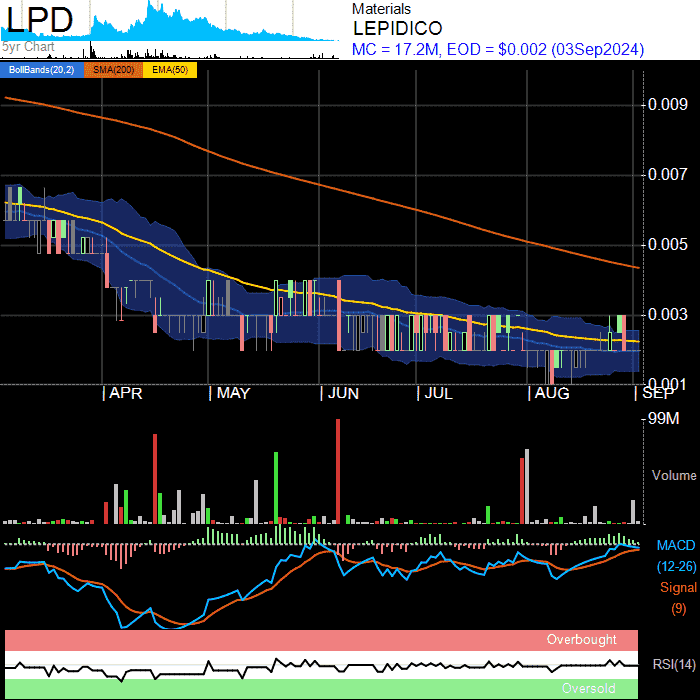 LPD
5yr Chart
Materials
LEPIDICO
MC = 17.2M, EOD = $0.002 (03Sep2024)
BollBands(20,2) SMA(200) EMA(50)
0.009
0.007
0.005
0.003
0.001
APR MAY JUN JUL AUG SEP
99M
Volume
MACD
(12-26)
Signal
(9)
Overbought
RSI(14)
Oversold